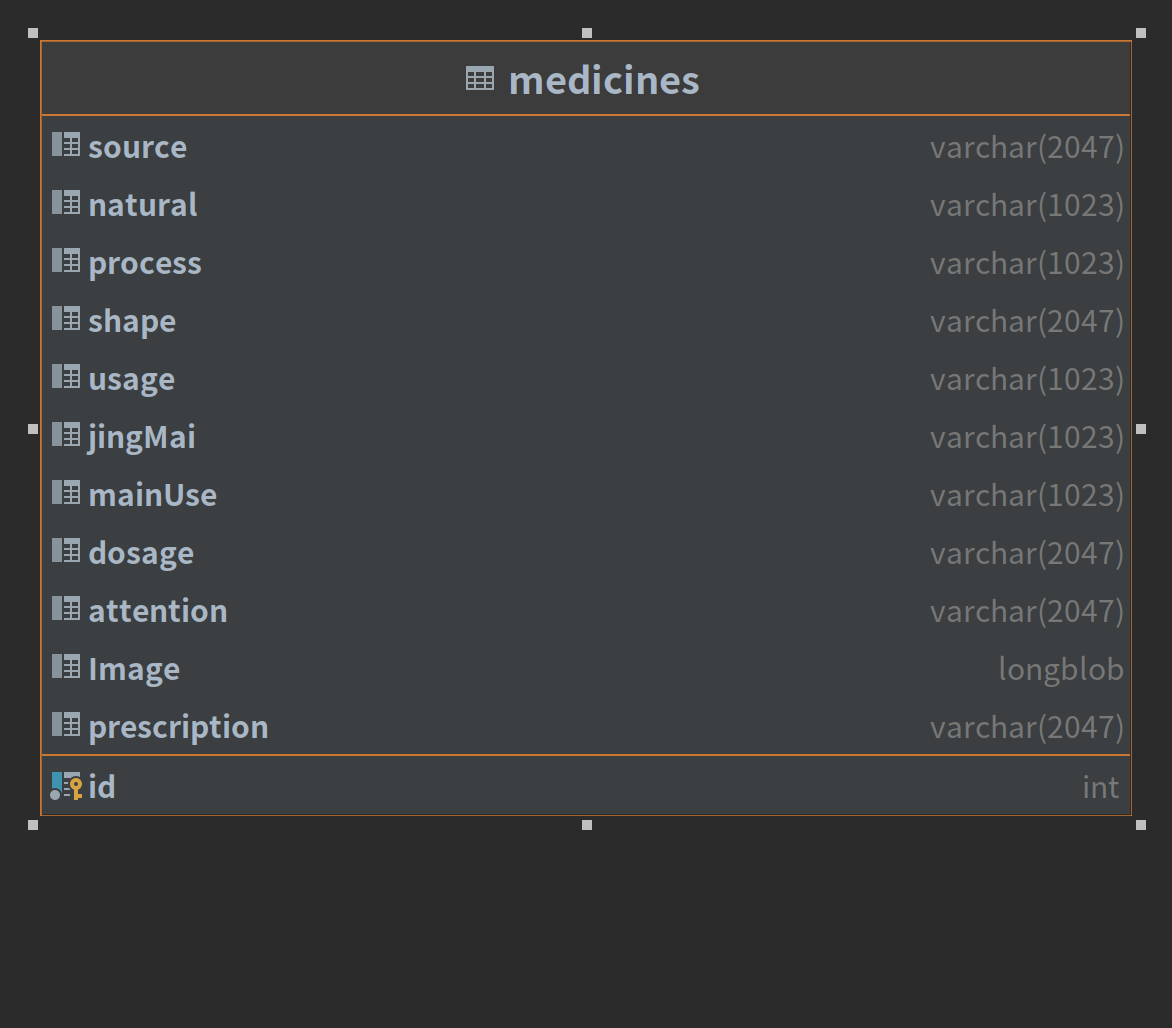 medicines
source varchar(2047)
natural varchar(1023)
process varchar(1023)
shape varchar(2047)
usage varchar(1023)
jingMai varchar(1023)
mainUse varchar(1023)
dosage varchar(2047)
attention varchar(2047)
Image longblob
prescription varchar(2047)
id int